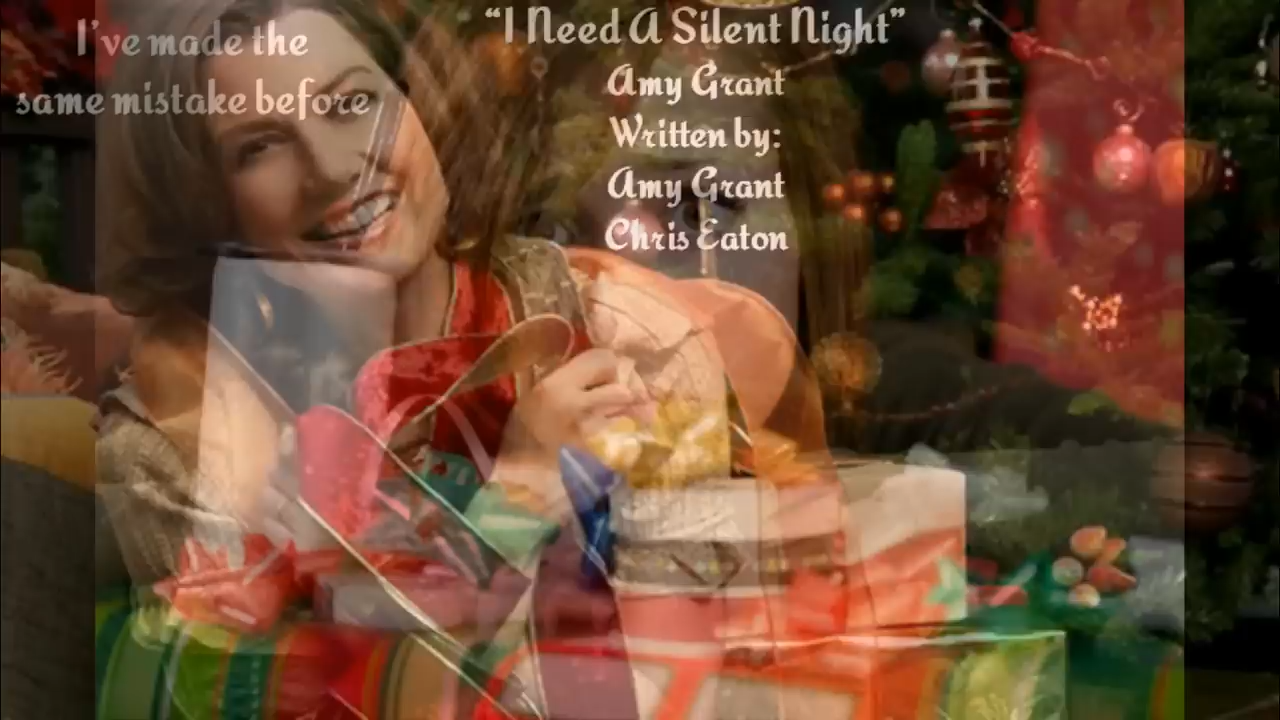 I've made the
same mistake before
“I Need A Silent Night”
Amy Grant
Written by:
Amy Grant
Chris Eaton